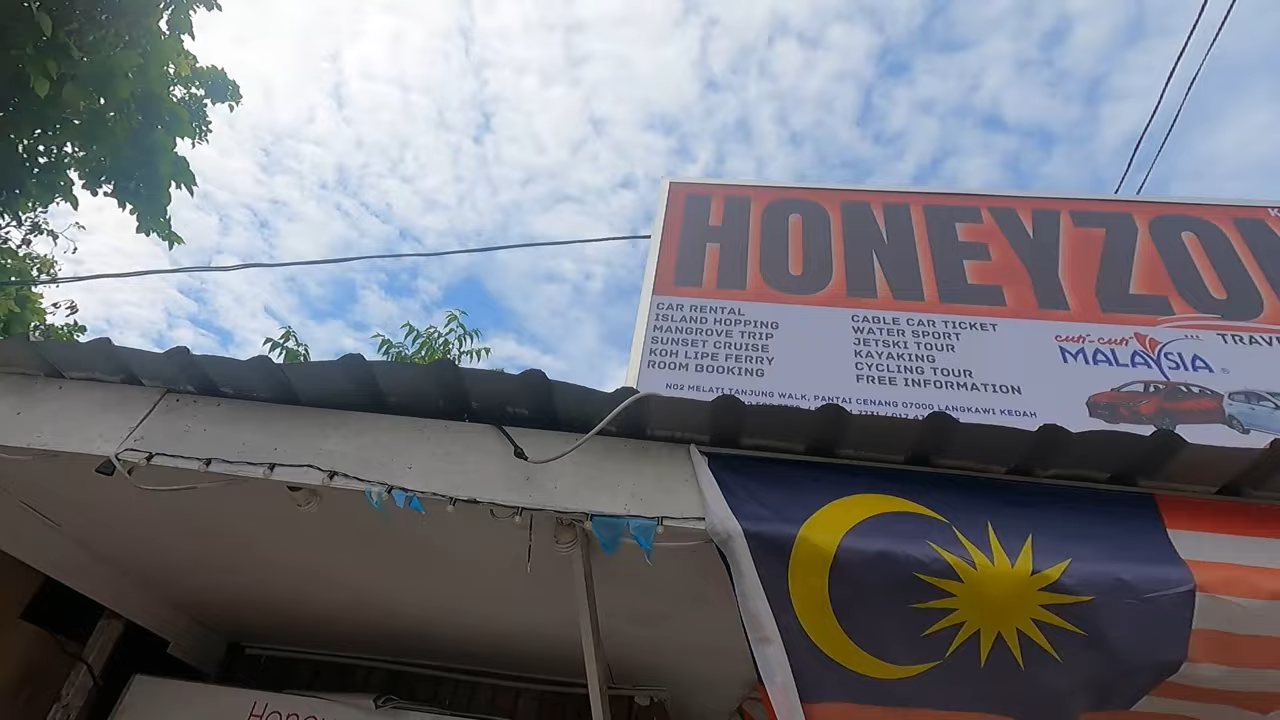 HONEYZO
CAR RENTAL
ISLAND HOPPING
MANGROVE TRIP
SUNSET CRUISE
KOH LIPE FERRY
ROOM BOOKING
CABLE CAR TICKET
WATER SPORT
JETSKI TOUR
KAYAKING
CYCLING TOUR
FREE INFORMATION
cuti-cuti
MALAYSIA
TRAVE
NO2 MELATI TANJUNG WALK, PANTAI CENANG 07000 LANGKAWI KEDAH